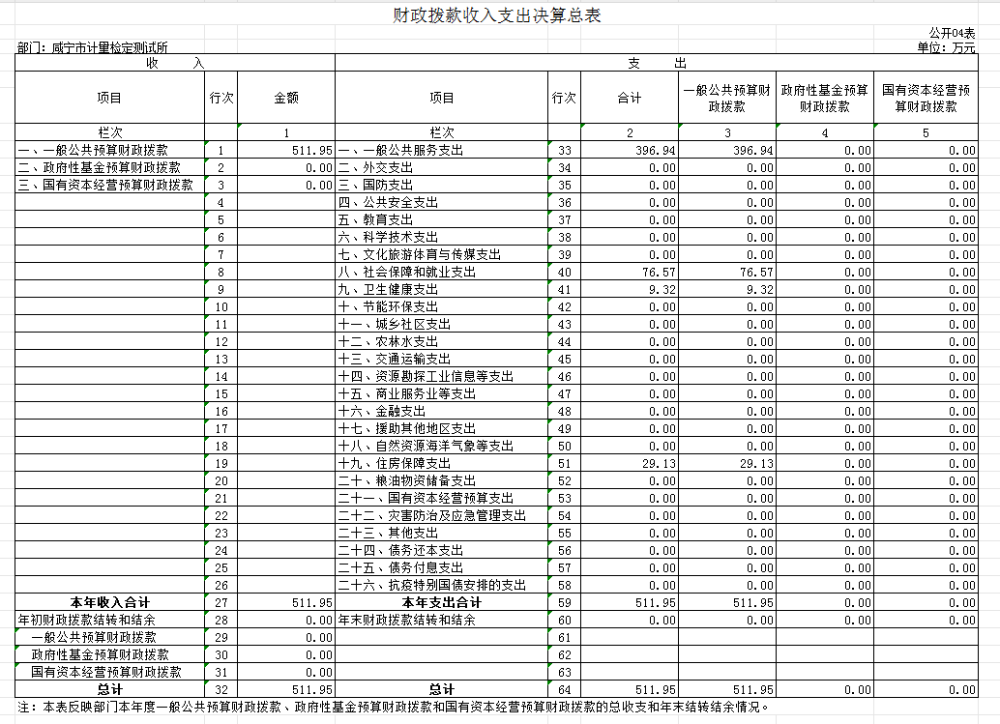 财政拨款收入支出决算总表
公开04表
部门：咸宁市计量检定测试所 单位：万元
收 入 支 出
项目 行次 金额 项目 行次 合计 一般公共预算财政拨款 政府性基金预算财政拨款 国有资本经营预算财政拨款
栏次 1 栏次 2 3 4 5
一、一般公共预算财政拨款 1 511.95 一、一般公共服务支出 33 396.94 396.94 0.00 0.00
二、政府性基金预算财政拨款 2 0.00 二、外交支出 34 0.00 0.00 0.00 0.00
三、国有资本经营预算财政拨款 3 0.00 三、国防支出 35 0.00 0.00 0.00 0.00
4 四、公共安全支出 36 0.00 0.00 0.00 0.00
5 五、教育支出 37 0.00 0.00 0.00 0.00
6 六、科学技术支出 38 0.00 0.00 0.00 0.00
7 七、文化旅游体育与传媒支出 39 0.00 0.00 0.00 0.00
8 八、社会保障和就业支出 40 76.57 76.57 0.00 0.00
9 九、卫生健康支出 41 9.32 9.32 0.00 0.00
10 十、节能环保支出 42 0.00 0.00 0.00 0.00
11 十一、城乡社区支出 43 0.00 0.00 0.00 0.00
12 十二、农林水支出 44 0.00 0.00 0.00 0.00
13 十三、交通运输支出 45 0.00 0.00 0.00 0.00
14 十四、资源勘探工业信息等支出 46 0.00 0.00 0.00 0.00
15 十五、商业服务业等支出 47 0.00 0.00 0.00 0.00
16 十六、金融支出 48 0.00 0.00 0.00 0.00
17 十七、援助其他地区支出 49 0.00 0.00 0.00 0.00
18 十八、自然资源海洋气象等支出 50 0.00 0.00 0.00 0.00
19 十九、住房保障支出 51 29.13 29.13 0.00 0.00
20 二十、粮油物资储备支出 52 0.00 0.00 0.00 0.00
21 二十一、国有资本经营预算支出 53 0.00 0.00 0.00 0.00
22 二十二、灾害防治及应急管理支出 54 0.00 0.00 0.00 0.00
23 二十三、其他支出 55 0.00 0.00 0.00 0.00
24 二十四、债务还本支出 56 0.00 0.00 0.00 0.00
25 二十五、债务付息支出 57 0.00 0.00 0.00 0.00
26 二十六、抗疫特别国债安排的支出 58 0.00 0.00 0.00 0.00
本年收入合计 27 511.95 本年支出合计 59 511.95 511.95 0.00 0.00
年初财政拨款结转和结余 28 0.00 年末财政拨款结转和结余 60 0.00 0.00 0.00 0.00
一般公共预算财政拨款 29 0.00 61
政府性基金预算财政拨款 30 0.00 62
国有资本经营预算财政拨款 31 0.00 63
总计 32 511.95 总计 64 511.95 511.95 0.00 0.00
注：本表反映部门本年度一般公共预算财政拨款、政府性基金预算财政拨款和国有资本经营预算财政拨款的总收支和年末结转结余情况。